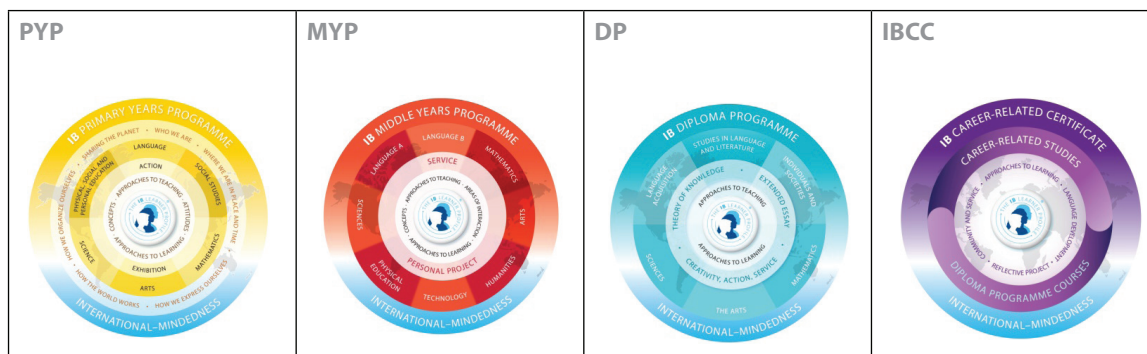 PYP
IB PRIMARY YEARS PROGRAMME
SHARING THE PLANET • WHO WE ARE • WHERE WE ARE IN PLACE AND TIME • HOW WE EXPRESS OURSELVES • HOW THE WORLD WORKS • HOW WE ORGANIZE OURSELVES
LANGUAGE
SOCIAL STUDIES
MATHEMATICS
ARTS
SCIENCE
PHYSICAL, SOCIAL AND
PERSONAL EDUCATION
ACTION
EXHIBITION
CONCEPTS • APPROACHES TO TEACHING • ATTITUDES
• APPROACHES TO LEARNING •
INTERNATIONAL–MINDEDNESS
MYP
IB MIDDLE YEARS PROGRAMME
LANGUAGE A
LANGUAGE B
MATHEMATICS
ARTS
HUMANITIES
TECHNOLOGY
PHYSICAL
EDUCATION
SCIENCES
SERVICE
PERSONAL PROJECT
CONCEPTS • APPROACHES TO TEACHING • AREAS OF INTERACTION
• APPROACHES TO LEARNING •
INTERNATIONAL–MINDEDNESS
DP
IB DIPLOMA PROGRAMME
STUDIES IN LANGUAGE
AND LITERATURE
INDIVIDUALS AND
SOCIETIES
MATHEMATICS
THE ARTS
SCIENCES
LANGUAGE
ACQUISITION
THEORY OF KNOWLEDGE • EXTENDED ESSAY
• CREATIVITY, ACTION, SERVICE •
APPROACHES TO TEACHING
APPROACHES TO LEARNING
INTERNATIONAL–MINDEDNESS
IBCC
IB CAREER-RELATED CERTIFICATE
CAREER-RELATED STUDIES
DIPLOMA PROGRAMME COURSES
APPROACHES TO LEARNING • LANGUAGE DEVELOPMENT • REFLECTIVE PROJECT • COMMUNITY AND SERVICE •
INTERNATIONAL–MINDEDNESS